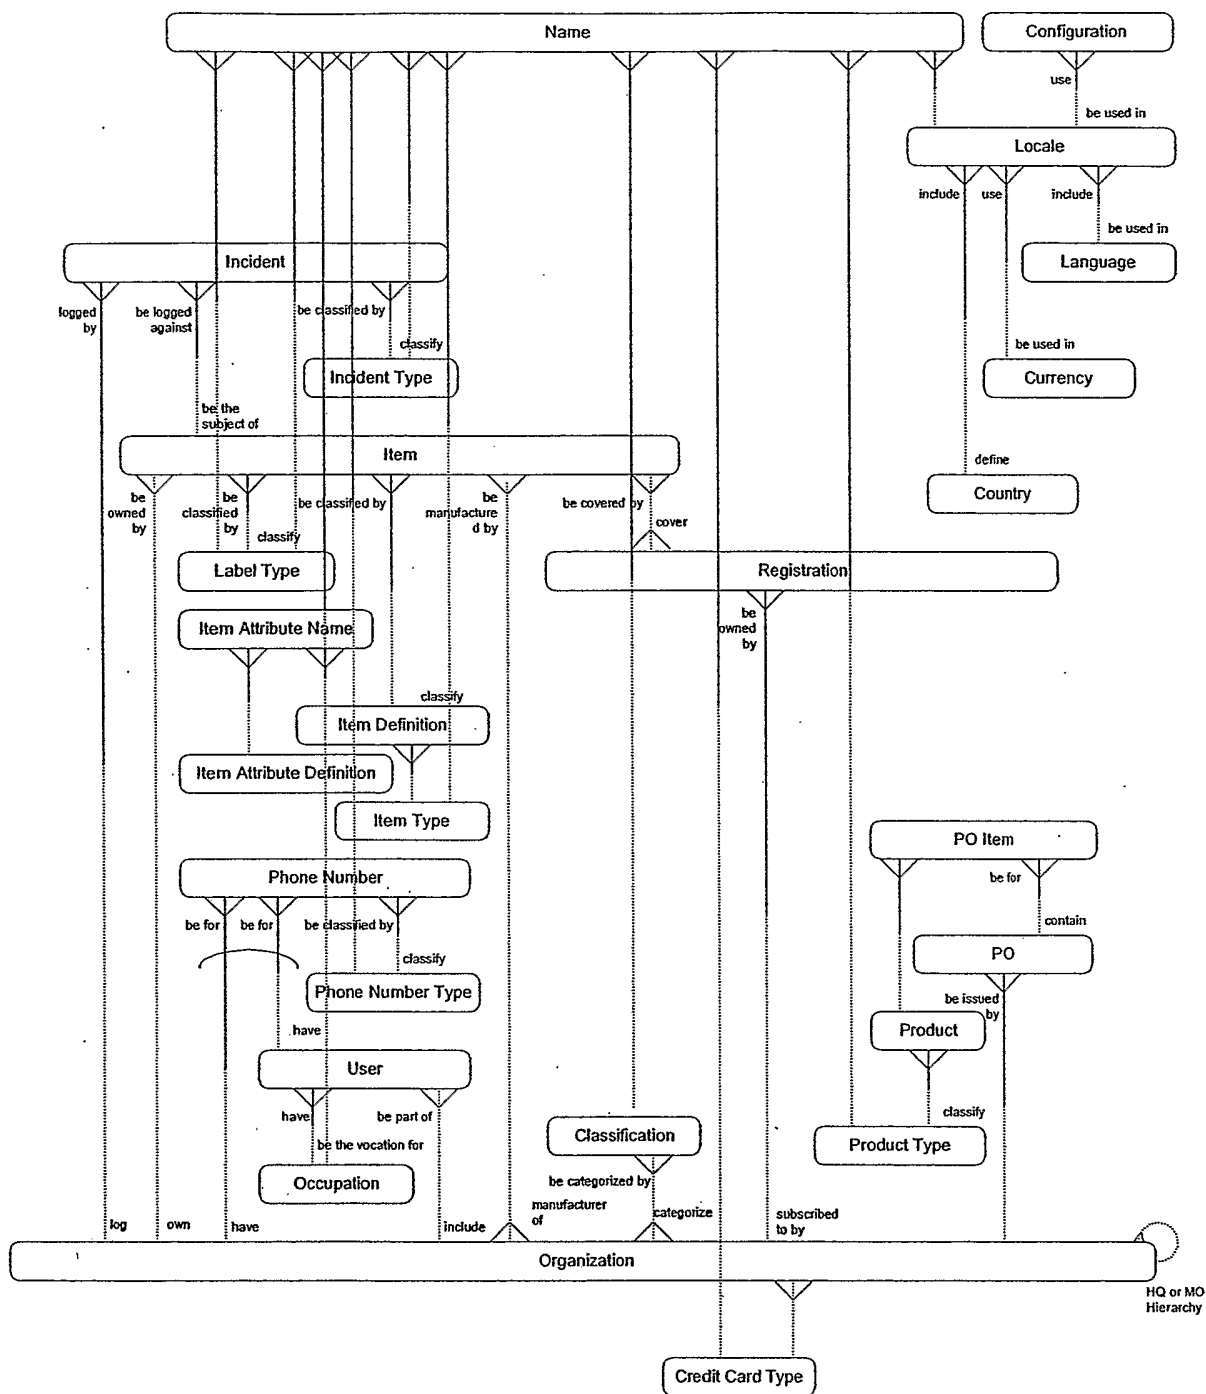 Name
Configuration
use
be used in
Locale
include
use
include
be used in
Language
Incident
logged
by
be logged
against
be classified by
classify
Incident Type
be used in
Currency
be the
subject of
Item
define
Country
be
owned
by
be
classified
by
be classified by
be
manufacture
d by
be covered by
cover
classify
Label Type
Registration
be
owned
by
Item Attribute Name
classify
Item Definition
Item Attribute Definition
Item Type
PO Item
be for
Phone Number
be for
be for
be classified by
contain
PO
classify
Phone Number Type
be issued
by
Product
have
User
have
be part of
classify
Classification
Product Type
be the vocation for
be categorized by
Occupation
log
own
have
include
manufacturer
of
categorize
subscribed
to by
Organization
HQ or MO
Hierarchy
Credit Card Type